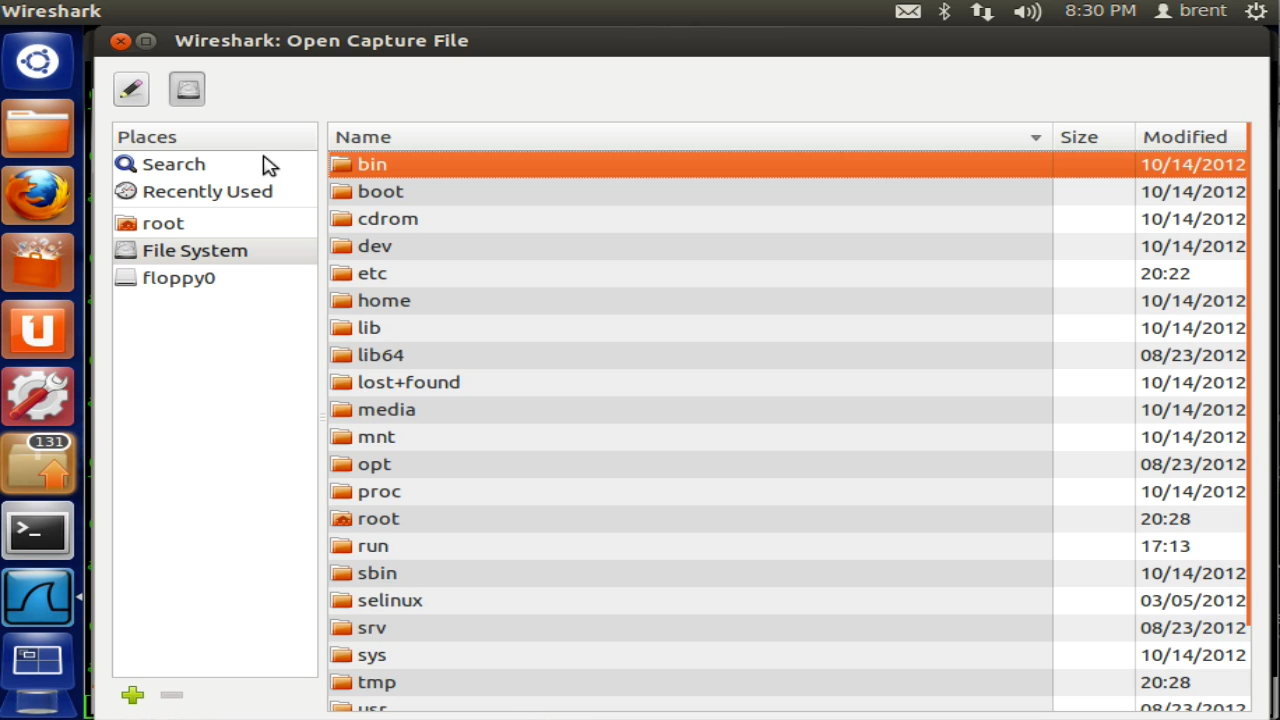 Wireshark 8:30 PM brent
Wireshark: Open Capture File
Places Name Size Modified
Search bin 10/14/2012
Recently Used boot 10/14/2012
cdrom 10/14/2012
root
File System dev 10/14/2012
floppy0 etc 20:22
home 10/14/2012
lib 10/14/2012
lib64 08/23/2012
lost+found 10/14/2012
media 10/14/2012
mnt 10/14/2012
opt 08/23/2012
proc 10/14/2012
root 20:28
run 17:13
sbin 10/14/2012
selinux 03/05/2012
srv 08/23/2012
sys 10/14/2012
tmp 20:28
usr 08/23/2012
131
>_
U